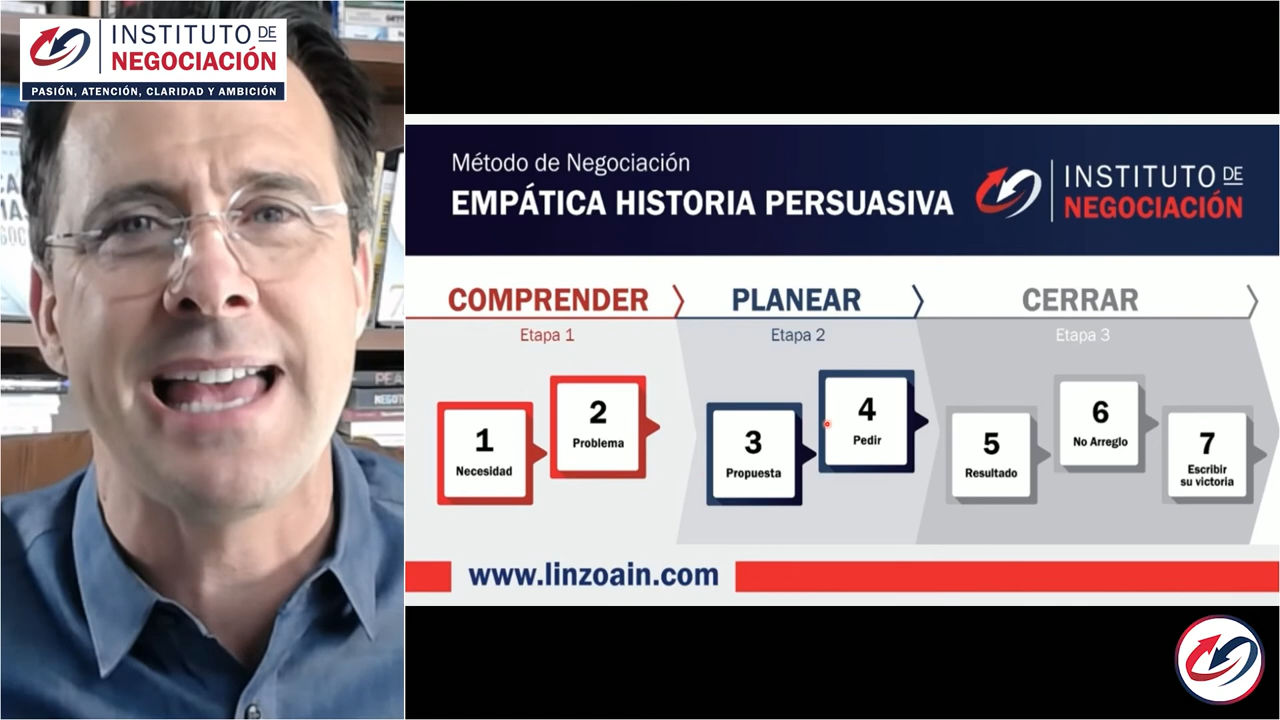 INSTITUTO DE
NEGOCIACIÓN
PASIÓN, ATENCIÓN, CLARIDAD Y AMBICIÓN
Método de Negociación
EMPÁTICA HISTORIA PERSUASIVA
INSTITUTO DE
NEGOCIACIÓN
COMPRENDER
PLANEAR
CERRAR
Etapa 1
Etapa 2
Etapa 3
1
Necesidad
2
Problema
3
Propuesta
4
Pedir
5
Resultado
6
No Arreglo
7
Escribir
su victoria
www.linzoain.com